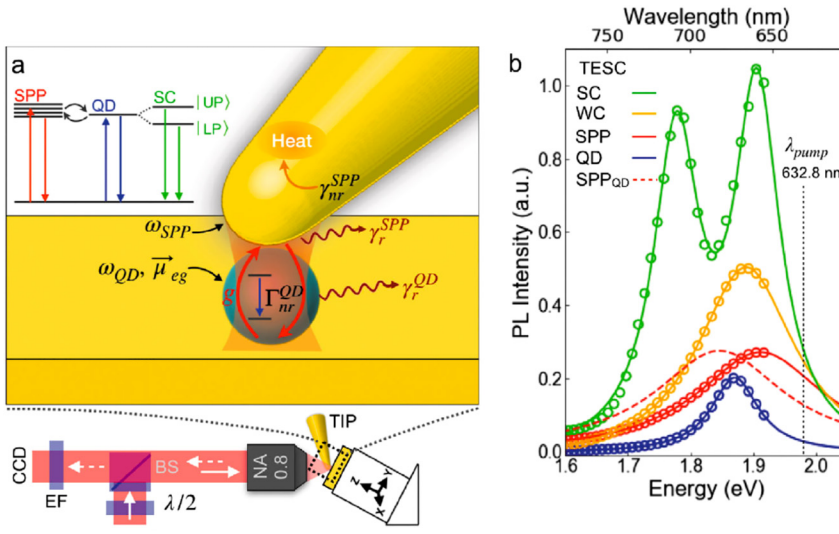 a
SPP
QD
SC
|UP⟩
|LP⟩
Heat
γ_nr^SPP
ω_SPP
γ_r^SPP
ω_QD, μ⃗_eg
g
Γ_nr^QD
γ_r^QD
TIP
CCD
BS
NA
0.8
EF
λ/2
Z
Y
X
b
Wavelength (nm)
750
700
650
TESC
SC
WC
SPP
QD
SPP_QD
λ_pump
632.8 nm
PL Intensity (a.u.)
1.0
0.8
0.6
0.4
0.2
0.0
1.6
1.7
1.8
1.9
2.0
Energy (eV)